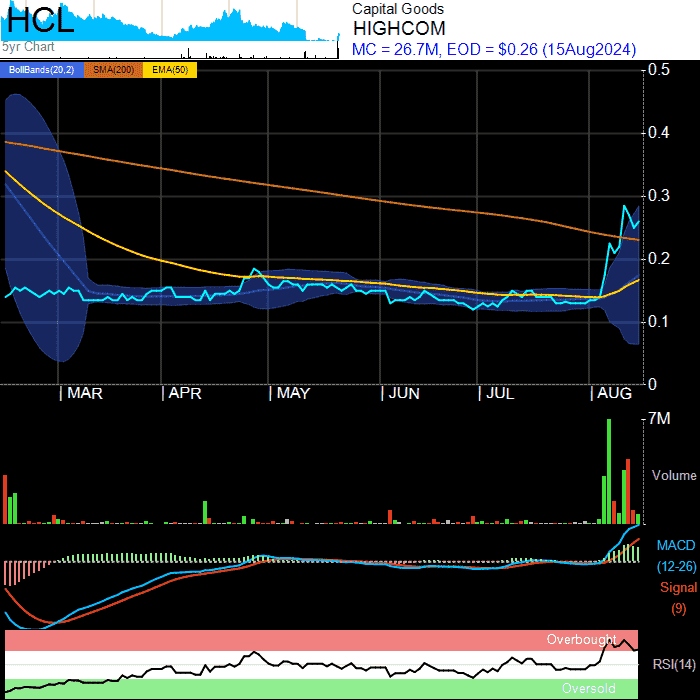 HCL
5yr Chart
Capital Goods
HIGHCOM
MC = 26.7M, EOD = $0.26 (15Aug2024)
BollBands(20,2) SMA(200) EMA(50)
0.5
0.4
0.3
0.2
0.1
0
MAR APR MAY JUN JUL AUG
7M
Volume
MACD
(12-26)
Signal
(9)
Overbought
RSI(14)
Oversold